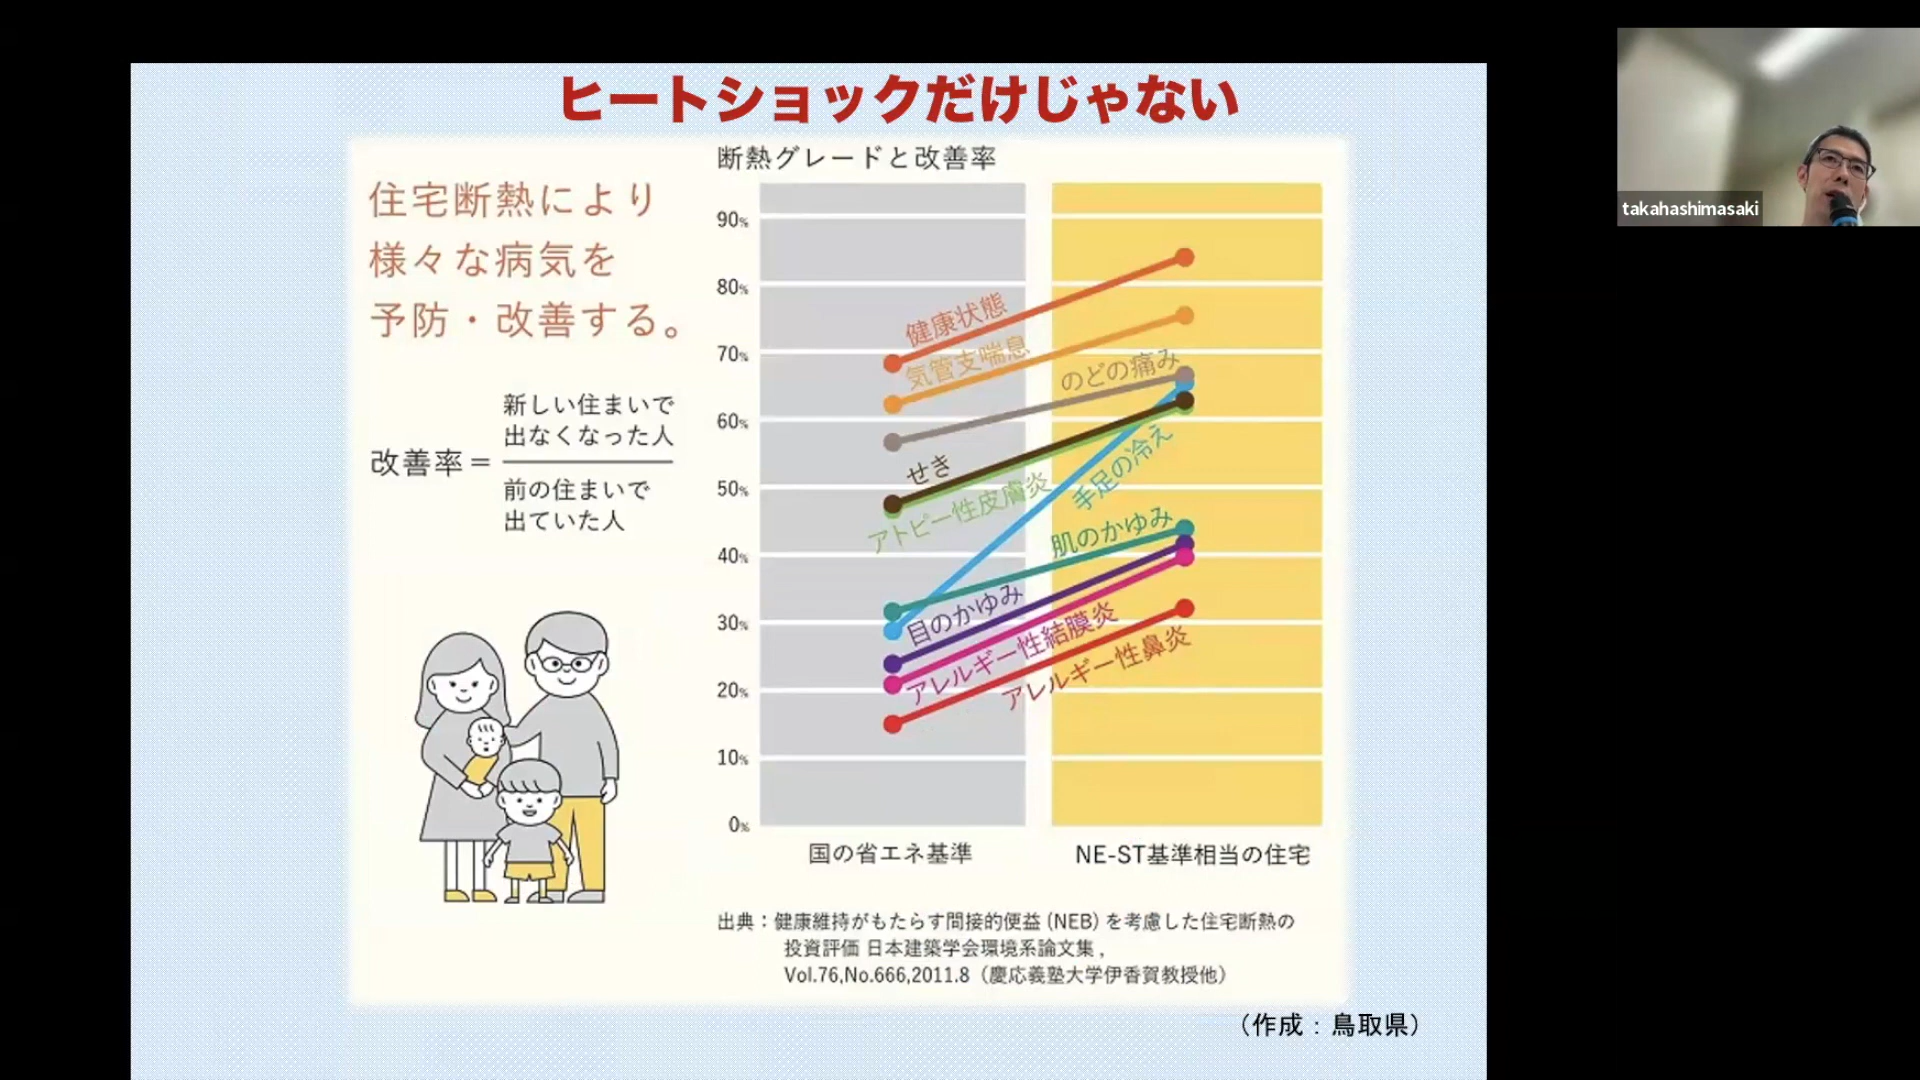 ヒートショックだけじゃない
takahashimasaki
住宅断熱により
様々な病気を
予防・改善する。
改善率＝
新しい住まいで
出なくなった人
前の住まいで
出ていた人
断熱グレードと改善率
90%
80%
70%
60%
50%
40%
30%
20%
10%
0%
健康状態
気管支喘息
のどの痛み
せき
アトピー性皮膚炎
手足の冷え
肌のかゆみ
目のかゆみ
アレルギー性結膜炎
アレルギー性鼻炎
国の省エネ基準
NE-ST基準相当の住宅
出典：健康維持がもたらす間接的便益 (NEB) を考慮した住宅断熱の
投資評価 日本建築学会環境系論文集 ,
Vol.76,No.666,2011.8（慶応義塾大学伊香賀教授他）
（作成：鳥取県）